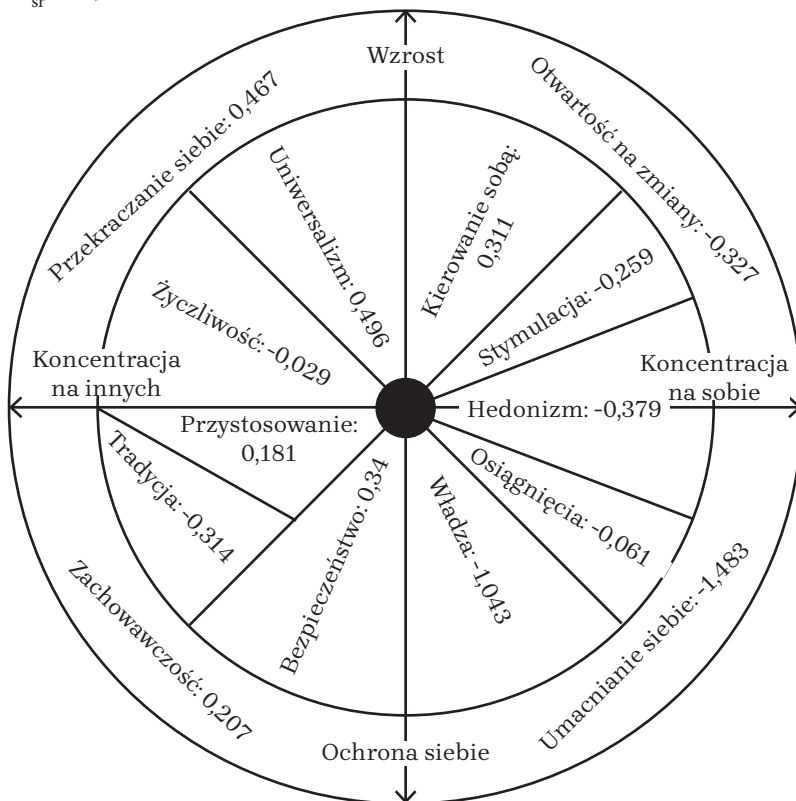 śr
Wzrost
Przekraczanie siebie: 0,467
Otwartość na zmiany: -0,327
Uniwersalizm: 0,496
Kierowanie sobą:
0,311
Stymulacja: -0,259
Życzliwość: -0,029
Koncentracja
na innych
Koncentracja
na sobie
Hedonizm: -0,379
Przystosowanie:
0,181
Tradycja: -0,314
Osiągnięcia: -0,061
Władza: -1,043
Bezpieczeństwo: 0,34
Zachowawczość: 0,207
Umacnianie siebie: -1,483
Ochrona siebie